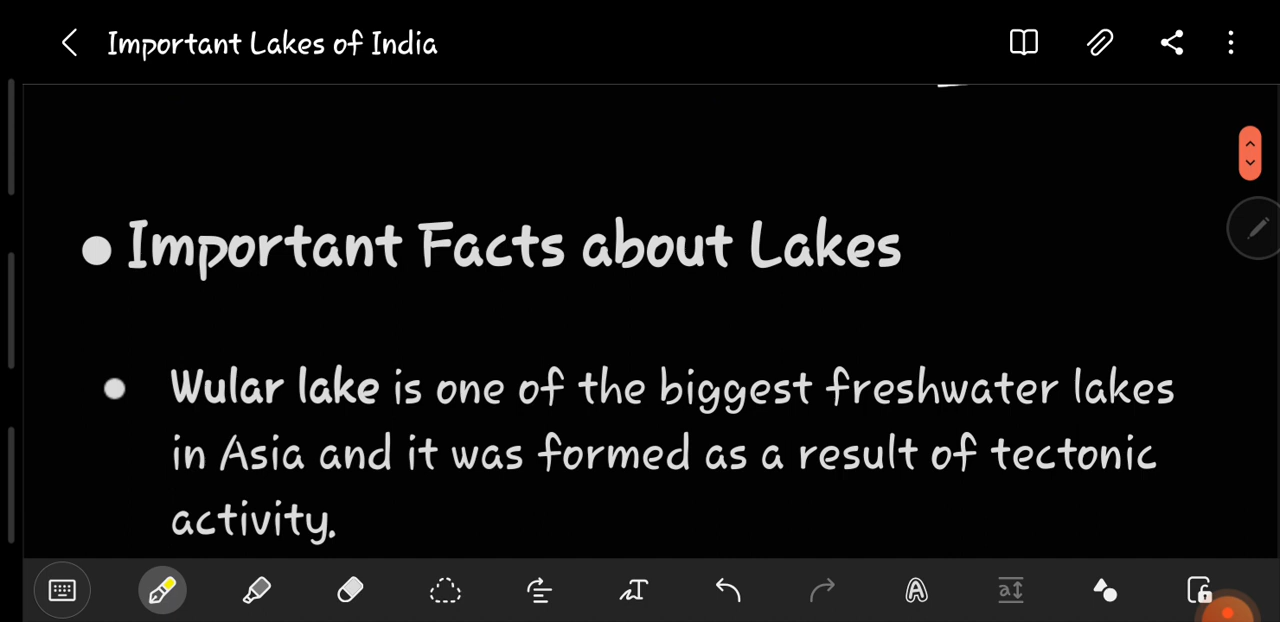 Important Lakes of India
Important Facts about Lakes
Wular lake is one of the biggest freshwater lakes
in Asia and it was formed as a result of tectonic
activity.